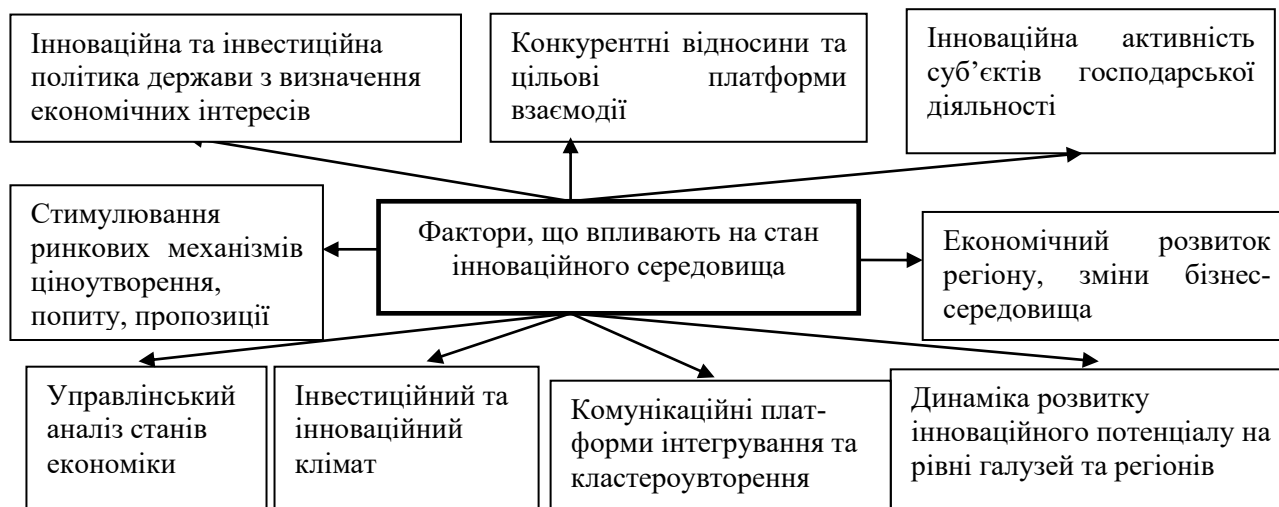 Інноваційна та інвестиційна
політика держави з визначення
економічних інтересів
Конкурентні відносини та
цільові платформи
взаємодії
Інноваційна активність
суб’єктів господарської
діяльності
Стимулювання
ринкових механізмів
ціноутворення,
попиту, пропозиції
Фактори, що впливають на стан
інноваційного середовища
Економічний розвиток
регіону, зміни бізнес-
середовища
Управлінський
аналіз станів
економіки
Інвестиційний та
інноваційний
клімат
Комунікаційні плат-
форми інтегрування та
кластероувторення
Динаміка розвитку
інноваційного потенціалу на
рівні галузей та регіонів